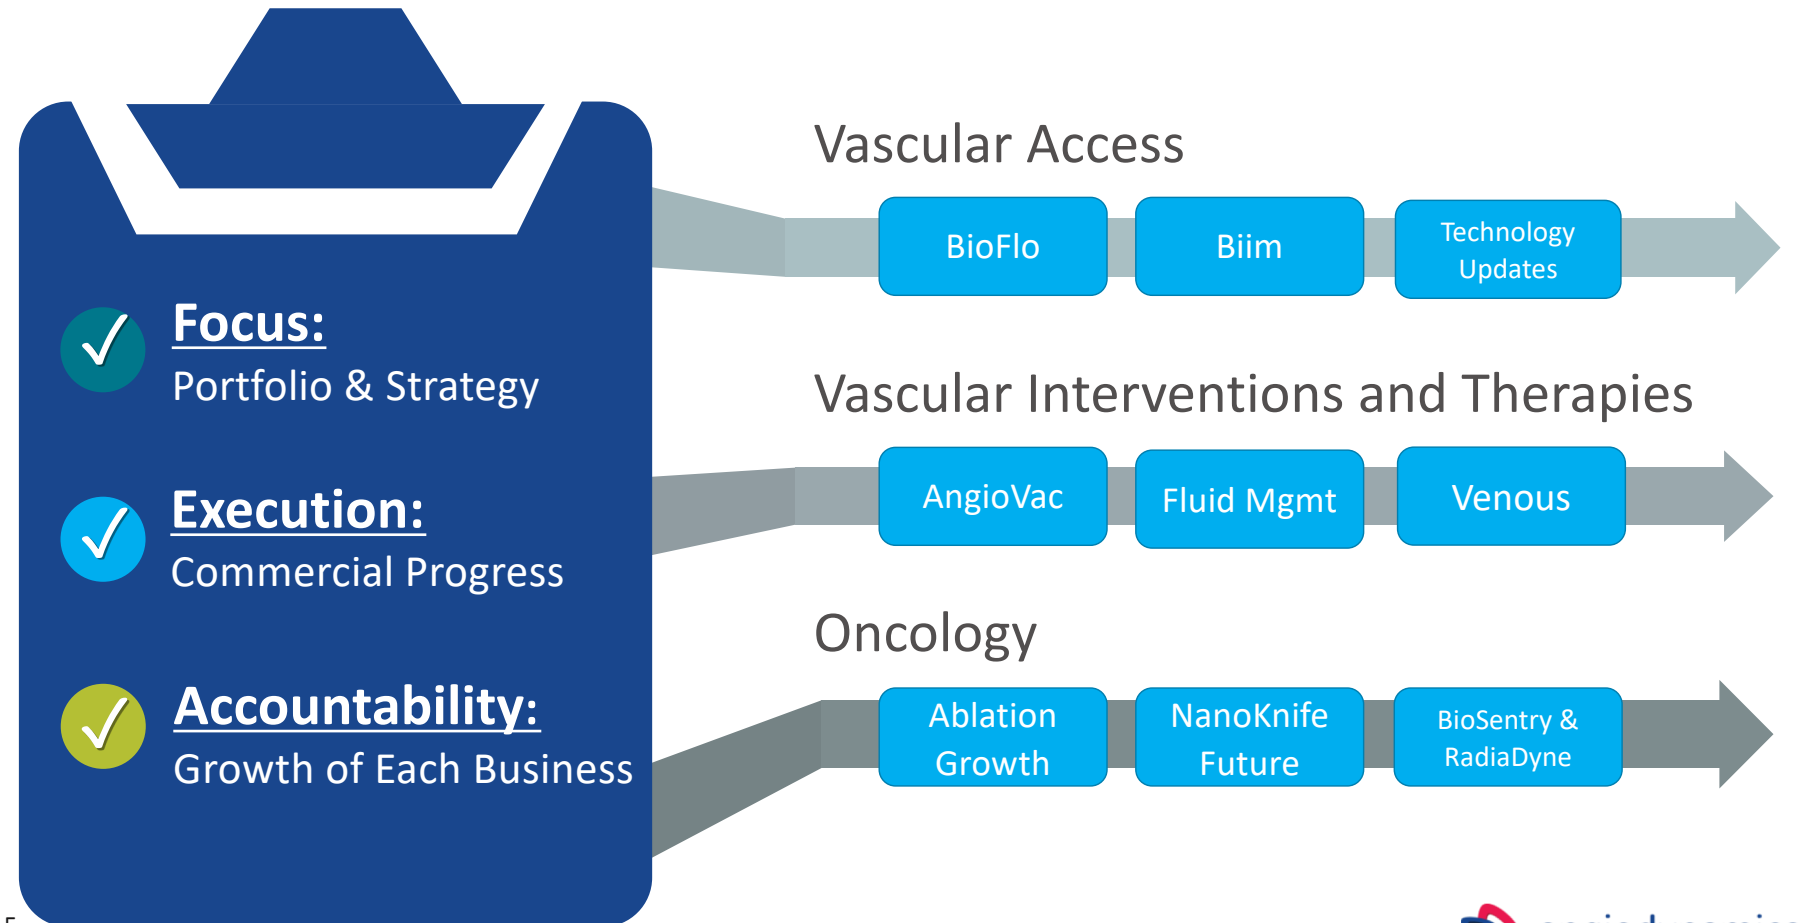 Focus:
Portfolio & Strategy
Execution:
Commercial Progress
Accountability:
Growth of Each Business
Vascular Access
BioFlo
Biim
Technology
Updates
Vascular Interventions and Therapies
AngioVac
Fluid Mgmt
Venous
Oncology
Ablation
Growth
NanoKnife
Future
BioSentry &
RadiaDyne